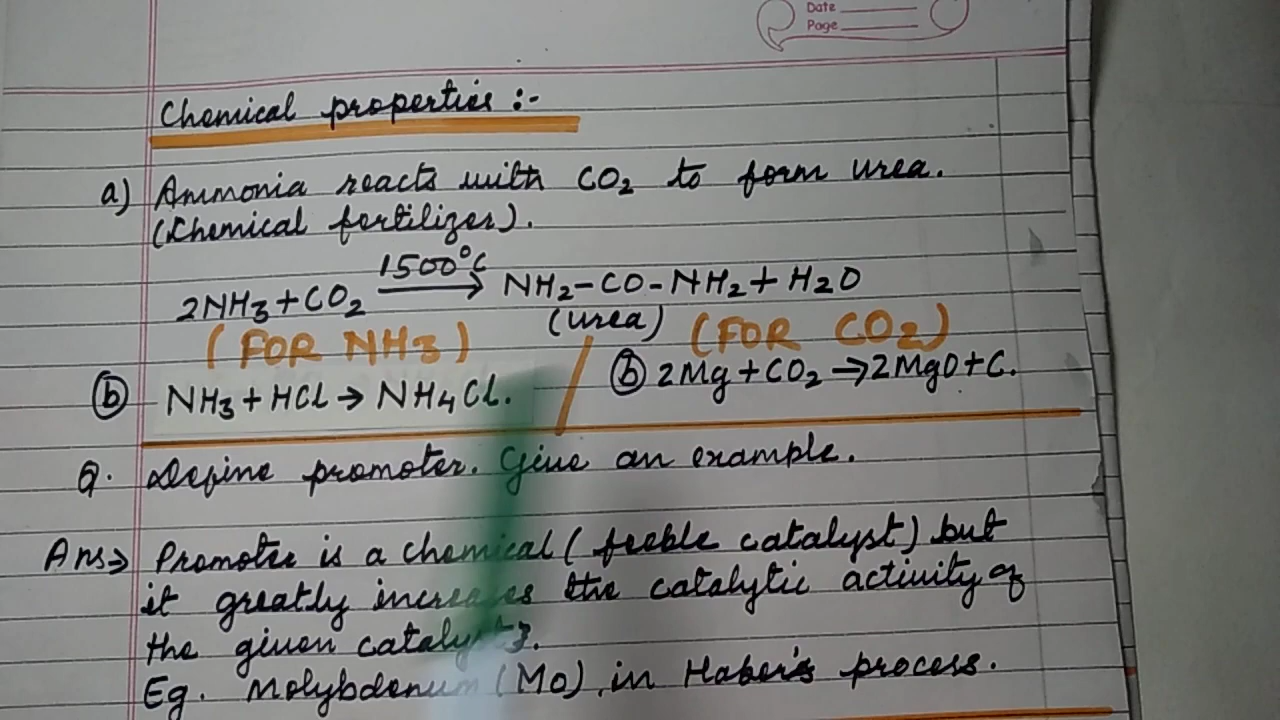 Date
Page
Chemical properties :-
a) Ammonia reacts with CO2 to form urea.
(Chemical fertilizer).
2NH3+CO2 1500°C → NH2-CO-NH2+H2O
(urea)
(FOR NH3) / (FOR CO2)
(b) NH3+HCl→NH4Cl.
(b) 2Mg+CO2→2MgO+C.
Q. Define promoter. Give an example.
Ans⇒ Promoter is a chemical (feeble catalyst) but
it greatly increases the catalytic activity of
the given catalyst.
Eg. Molybdenum (Mo) in Haber's process.